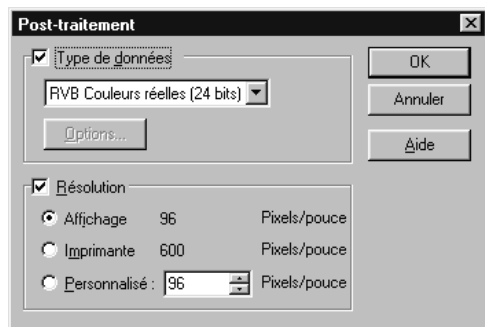 Post-traitement
Type de données
OK
RVB Couleurs réelles (24 bits)
Annuler
Options...
Aide
Résolution
Affichage 96 Pixels/pouce
Imprimante 600 Pixels/pouce
Personnalisé : 96 Pixels/pouce